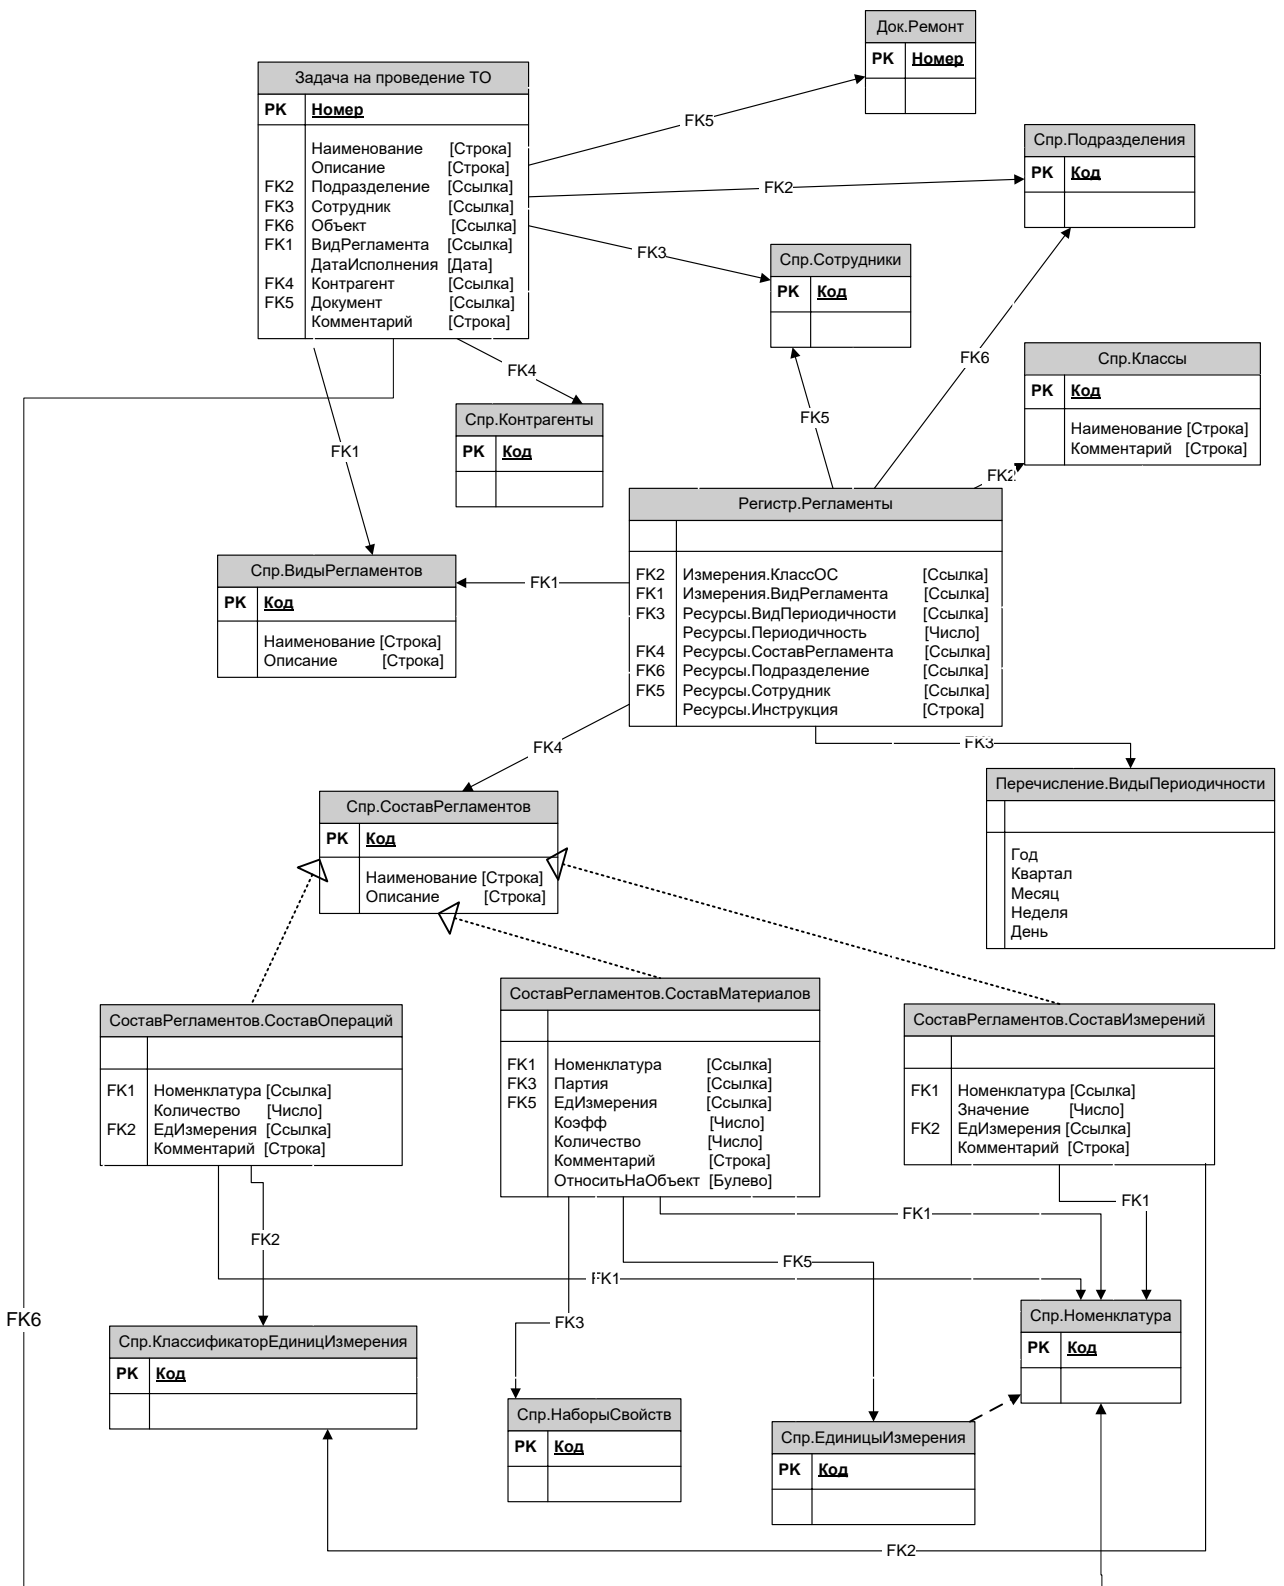 Док.Ремонт
PK Номер
Задача на проведение ТО
PK Номер
Наименование [Строка]
Описание [Строка]
FK2 Подразделение [Ссылка]
FK3 Сотрудник [Ссылка]
FK6 Объект [Ссылка]
FK1 ВидРегламента [Ссылка]
ДатаИсполнения [Дата]
FK4 Контрагент [Ссылка]
FK5 Документ [Ссылка]
Комментарий [Строка]
FK5
Спр.Подразделения
PK Код
FK2
FK3
Спр.Сотрудники
PK Код
FK6
Спр.Классы
PK Код
Наименование [Строка]
Комментарий [Строка]
FK4
Спр.Контрагенты
PK Код
FK5
FK1
FK2
Регистр.Регламенты
FK2 Измерения.КлассОС [Ссылка]
FK1 Измерения.ВидРегламента [Ссылка]
FK3 Ресурсы.ВидПериодичности [Ссылка]
Ресурсы.Периодичность [Число]
FK4 Ресурсы.СоставРегламента [Ссылка]
FK6 Ресурсы.Подразделение [Ссылка]
FK5 Ресурсы.Сотрудник [Ссылка]
Ресурсы.Инструкция [Строка]
Спр.ВидыРегламентов
PK Код
Наименование [Строка]
Описание [Строка]
FK1
FK4
FK3
Перечисление.ВидыПериодичности
Год
Квартал
Месяц
Неделя
День
Спр.СоставРегламентов
PK Код
Наименование [Строка]
Описание [Строка]
СоставРегламентов.СоставОпераций
FK1 Номенклатура [Ссылка]
Количество [Число]
FK2 ЕдИзмерения [Ссылка]
Комментарий [Строка]
СоставРегламентов.СоставМатериалов
FK1 Номенклатура [Ссылка]
FK3 Партия [Ссылка]
FK5 ЕдИзмерения [Ссылка]
Коэфф [Число]
Количество [Число]
Комментарий [Строка]
ОтноситьНаОбъект [Булево]
СоставРегламентов.СоставИзмерений
FK1 Номенклатура [Ссылка]
Значение [Число]
FK2 ЕдИзмерения [Ссылка]
Комментарий [Строка]
FK1
FK1
FK2
FK5
FK1
FK6
FK3
Спр.КлассификаторЕдиницИзмерения
PK Код
Спр.Номенклатура
PK Код
Спр.НаборыСвойств
PK Код
Спр.ЕдиницыИзмерения
PK Код
FK2